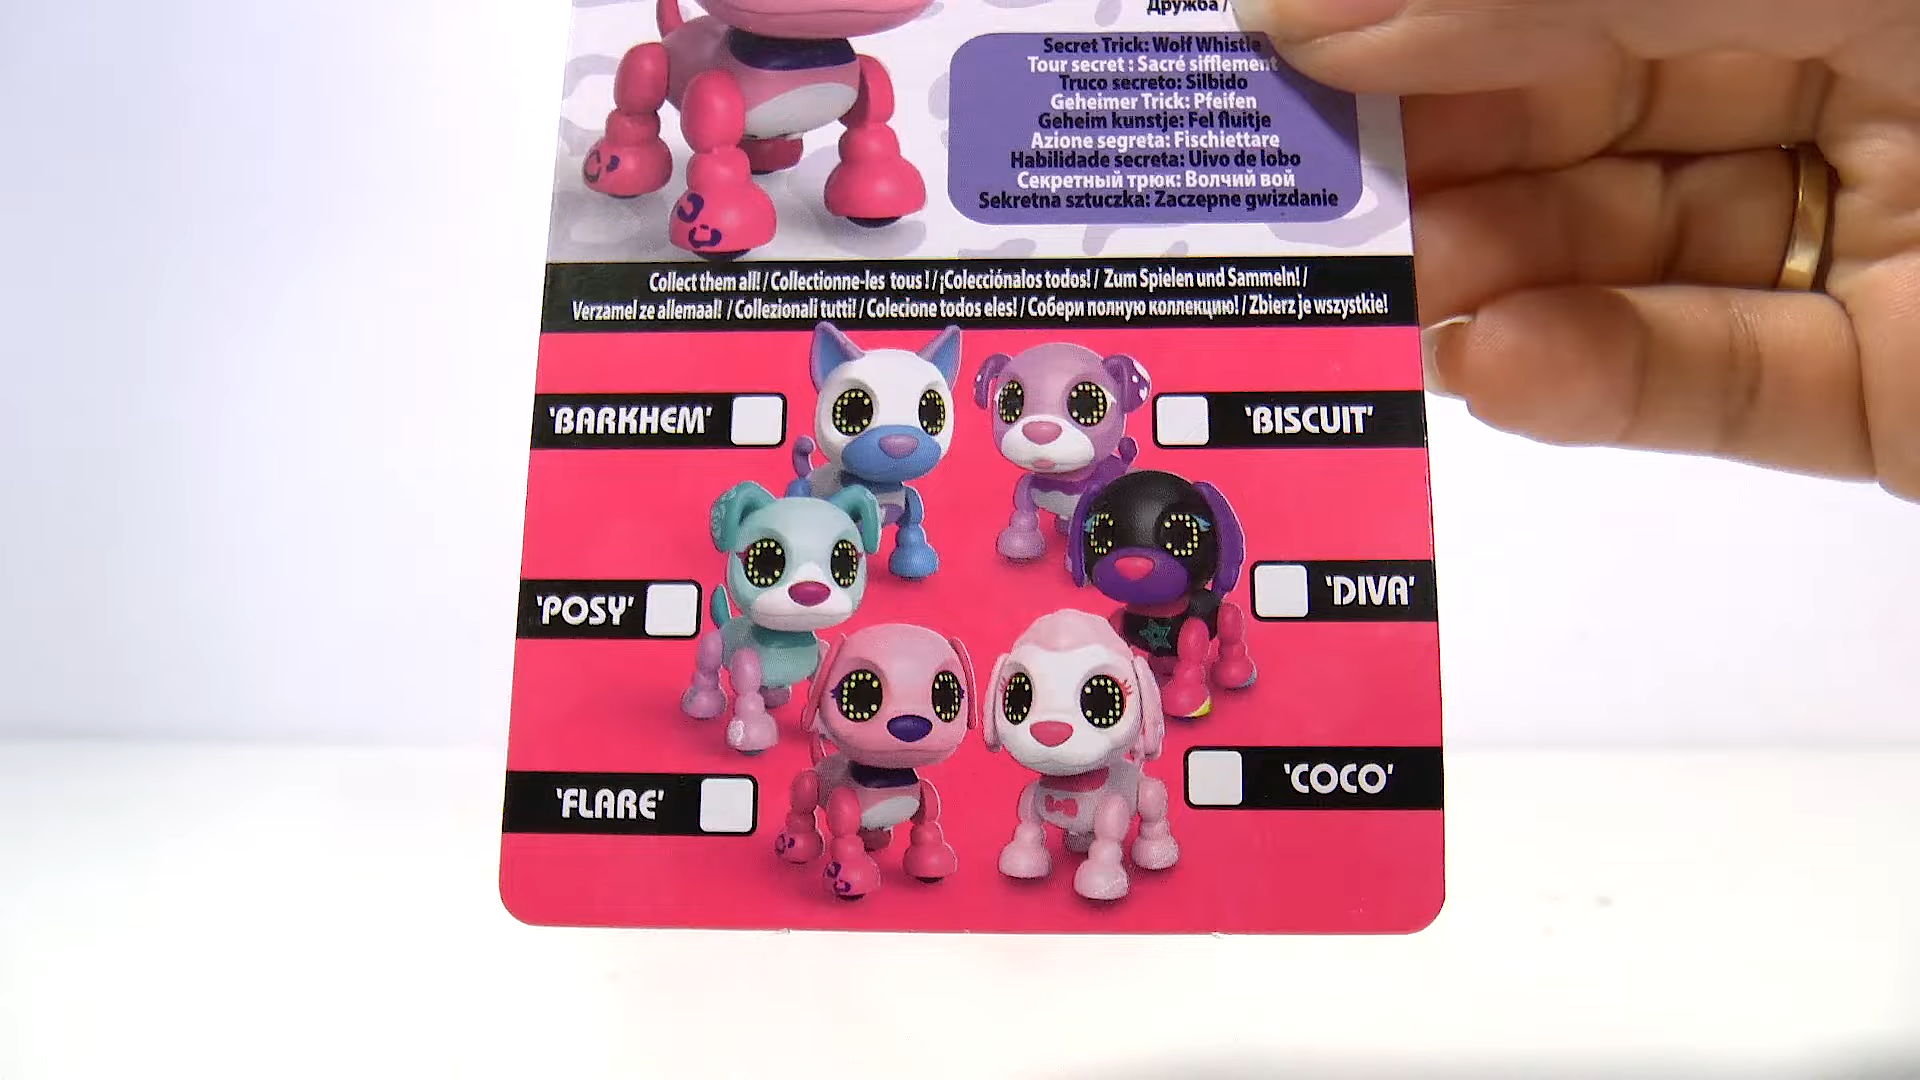 Дружба /
Secret Trick: Wolf Whistle
Tour secret : Sacré sifflement
Truco secreto: Silbido
Geheimer Trick: Pfeifen
Geheim kunstje: Fel fluitje
Azione segreta: Fischiettare
Habilidade secreta: Uivo de lobo
Секретный трюк: Волчий вой
Sekretna sztuczka: Zaczepne gwizdanie
Collect them all! / Collectionne-les tous ! / ¡Colecciónalos todos! / Zum Spielen und Sammeln! /
Verzamel ze allemaal! / Collezionali tutti! / Colecione todos eles! / Собери полную коллекцию! / Zbierz je wszystkie!
'BARKHEM'
'BISCUIT'
'POSY'
'DIVA'
'FLARE'
'COCO'